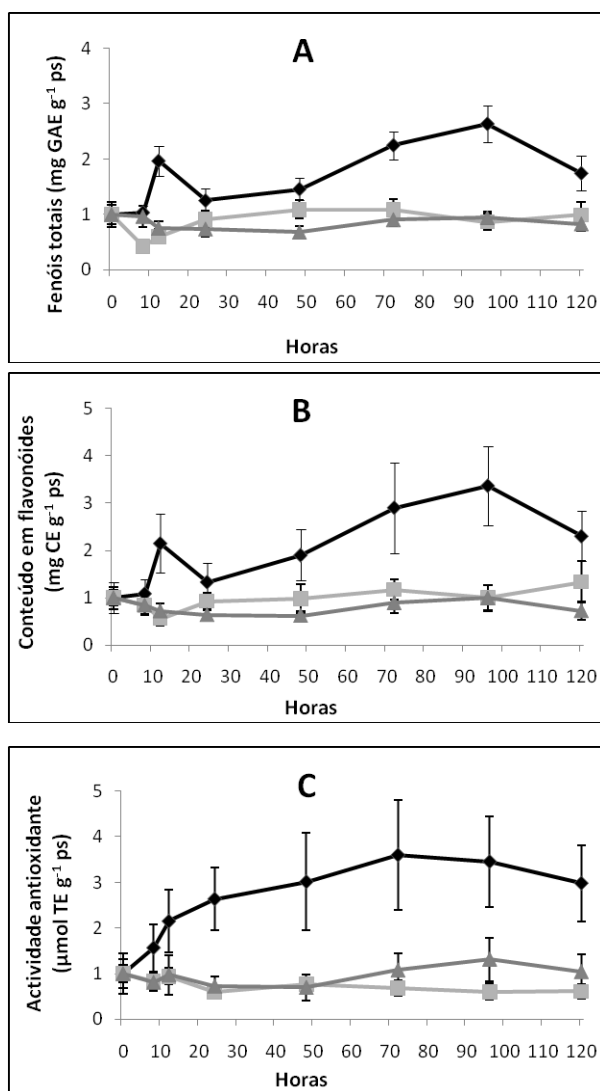 A
Fenóis totais (mg GAE g⁻¹ ps)
4
3
2
1
0
0 10 20 30 40 50 60 70 80 90 100 110 120
Horas
B
Conteúdo em flavonóides
(mg CE g⁻¹ ps)
5
4
3
2
1
0
0 10 20 30 40 50 60 70 80 90 100 110 120
Horas
C
Actividade antioxidante
(µmol TE g⁻¹ ps)
5
4
3
2
1
0
0 10 20 30 40 50 60 70 80 90 100 110 120
Horas